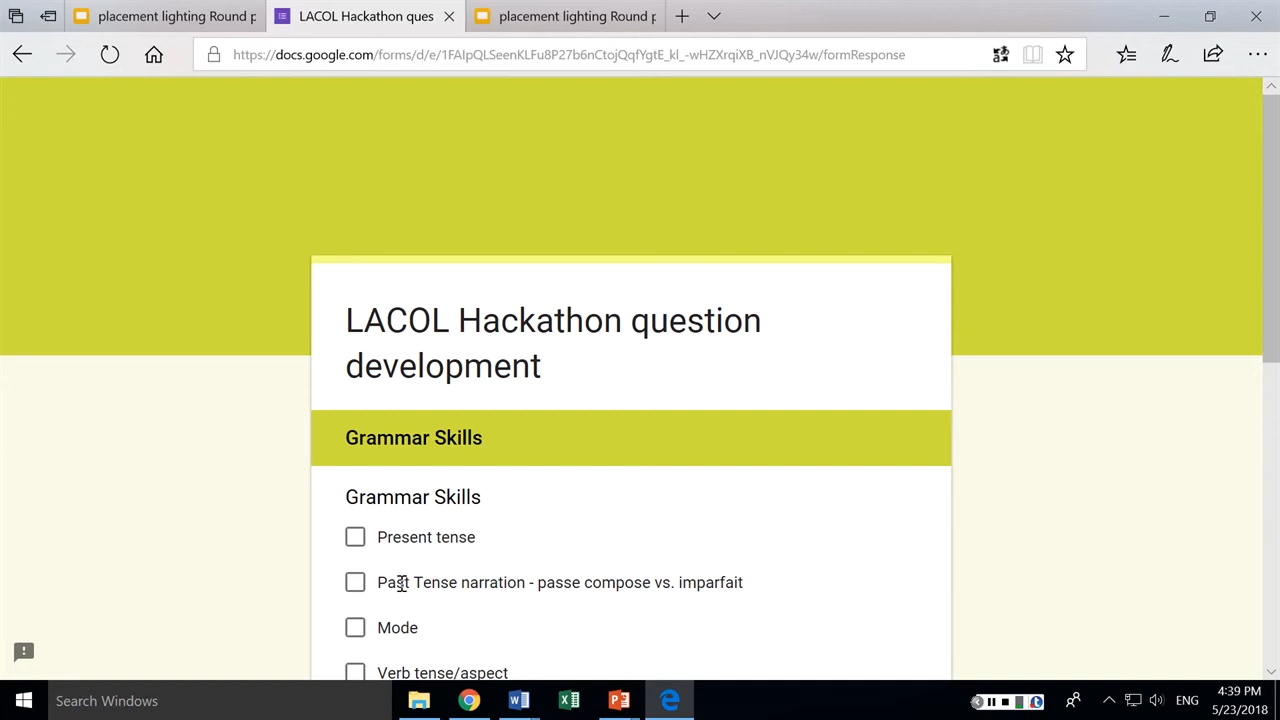 placement lighting Round p
LACOL Hackathon ques
placement lighting Round p
https://docs.google.com/forms/d/e/1FAIpQLSeenKLFu8P27b6nCtojQqfYgtE_kl_-wHZXrqiXB_nVJQy34w/formResponse
LACOL Hackathon question
development
Grammar Skills
Grammar Skills
Present tense
Past Tense narration - passe compose vs. imparfait
Mode
Verb tense/aspect
Search Windows
ENG
4:39 PM
5/23/2018